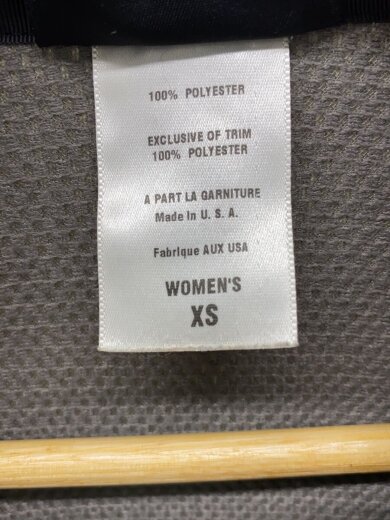 100% POLYESTER
EXCLUSIVE OF TRIM
100% POLYESTER
A PART LA GARNITURE
Made in U. S. A.
Fabrique AUX USA
WOMEN'S
XS